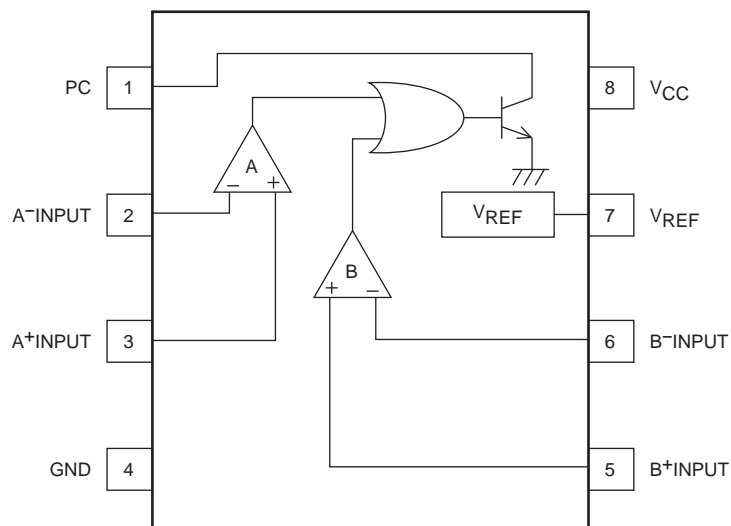 PC 1
8 VCC
A
− +
A−INPUT 2
VREF
7 VREF
B
+ −
A+INPUT 3
6 B−INPUT
GND 4
5 B+INPUT